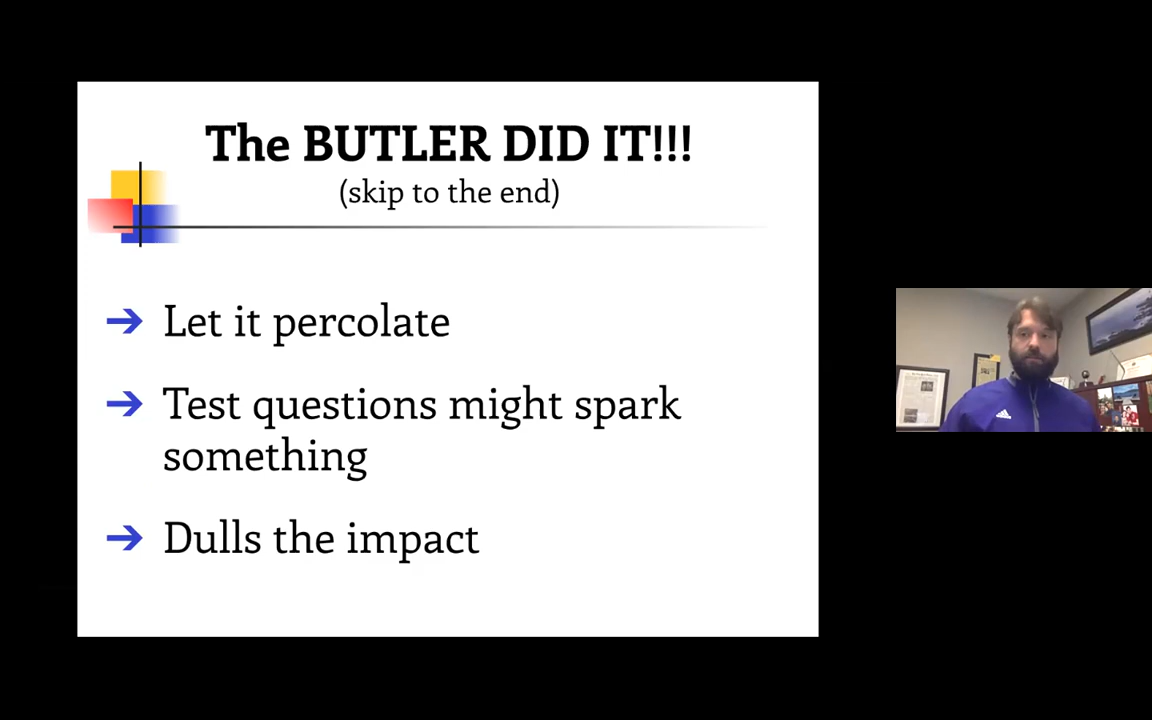 The BUTLER DID IT!!!
(skip to the end)
➔ Let it percolate
➔ Test questions might spark
something
➔ Dulls the impact